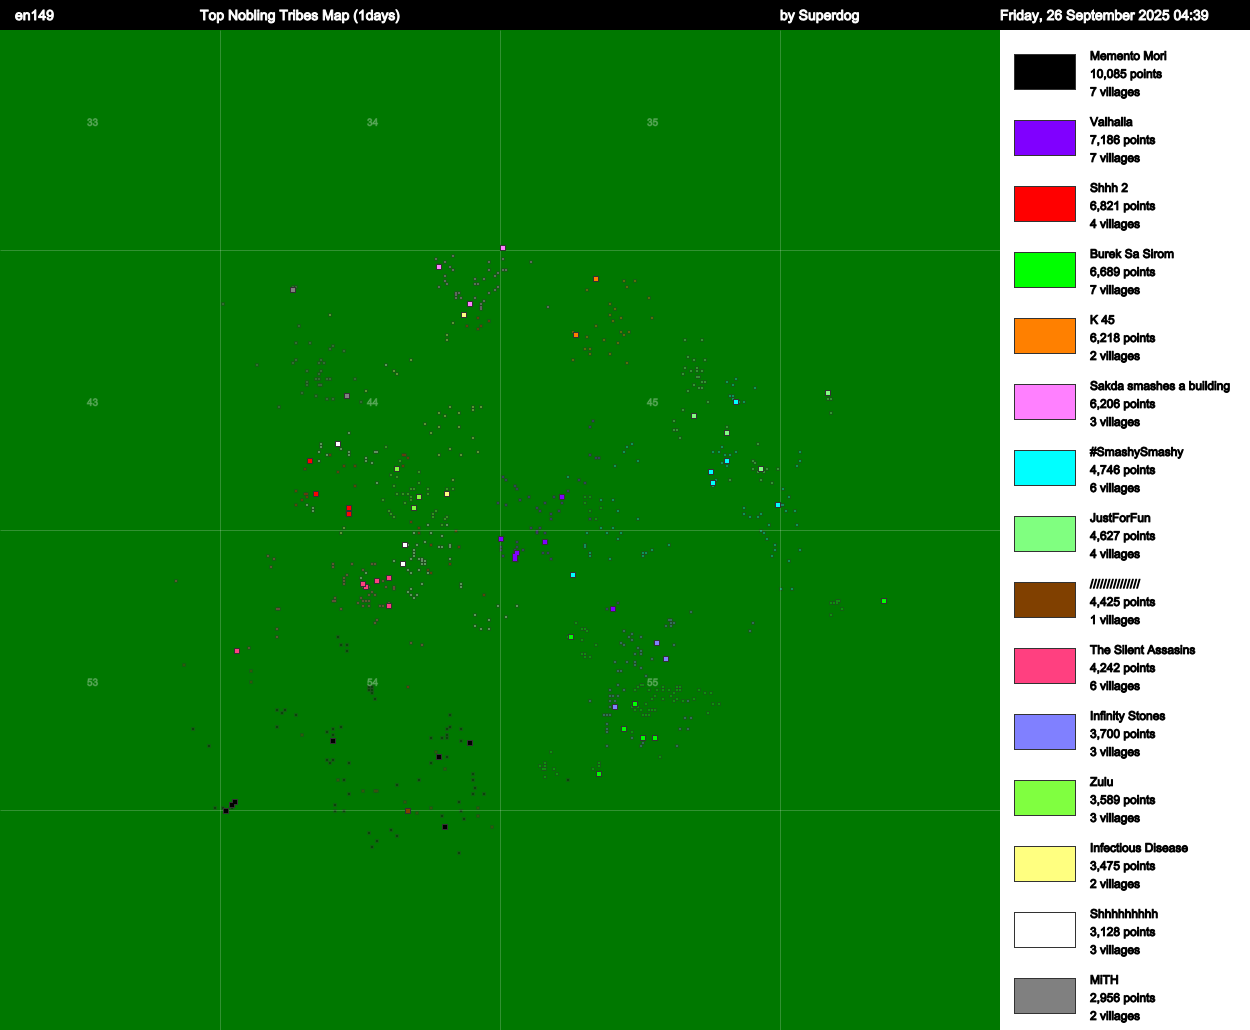 en149 Top Nobling Tribes Map (1days) by Superdog Friday, 26 September 2025 04:39
33 34 35
43 44 45
53 54 55
Memento Mori
10,085 points
7 villages
Valhalla
7,186 points
7 villages
Shhh 2
6,821 points
4 villages
Burek Sa Sirom
6,689 points
7 villages
K 45
6,218 points
2 villages
Sakda smashes a building
6,206 points
3 villages
#SmashySmashy
4,746 points
6 villages
JustForFun
4,627 points
4 villages
//////////////
4,425 points
1 villages
The Silent Assasins
4,242 points
6 villages
Infinity Stones
3,700 points
3 villages
Zulu
3,589 points
3 villages
Infectious Disease
3,475 points
2 villages
Shhhhhhhhh
3,128 points
3 villages
MITH
2,956 points
2 villages